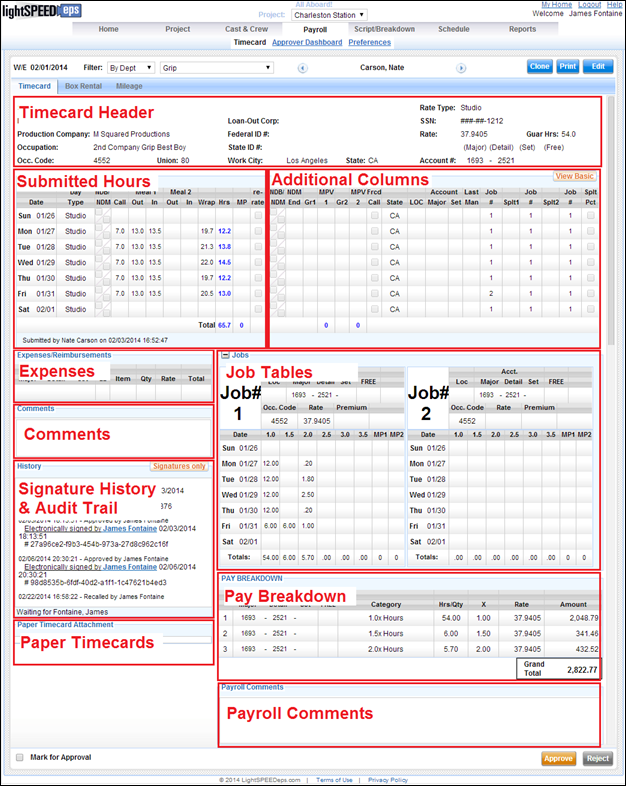 lightSPEED eps
All Aboard!
Project: Charleston Station
My Home Logout Help
Welcome James Fontaine
Home Project Cast & Crew Payroll Script/Breakdown Schedule Reports
Timecard Approver Dashboard Preferences
W/E 02/01/2014 Filter: By Dept Grip Carson, Nate Clone Print Edit
Timecard Box Rental Mileage
Timecard Header
Rate Type: Studio
Loan-Out Corp: SSN: ###-##-1212
Production Company: M Squared Productions Federal ID #: Rate: 37.9405 Guar Hrs: 54.0
Occupation: 2nd Company Grip Best Boy State ID #: (Major) (Detail) (Set) (Free)
Occ. Code: 4552 Union: 80 Work City: Los Angeles State: CA Account #: 1693 - 2521
Submitted Hours
Day NDB/ Meal 1 Meal 2 re-
Date Type NDM Call Out In Out In Wrap Hrs MP rate
Sun 01/26 Studio
Mon 01/27 Studio 7.0 13.0 13.5 19.7 12.2
Tue 01/28 Studio 7.0 13.0 13.5 21.3 13.8
Wed 01/29 Studio 7.0 13.0 13.5 22.0 14.5
Thu 01/30 Studio 7.0 13.0 13.5 19.7 12.2
Fri 01/31 Studio 7.0 13.0 13.5 20.5 13.0
Sat 02/01 Studio
Total 65.7 0
Submitted by Nate Carson on 02/03/2014 16:52:47
Additional Columns
View Basic
NDB/ NDM MPV MPV Frcd Account Last Job Job Job Splt
NDM End Gr1 1 Gr2 2 Call State LOC Major Set Man # Splt1 # Splt2 # Pct
CA 1 1 1
CA 1 1 1
CA 1 1 1
CA 1 1 1
CA 1 1 1
CA 2 1 1
CA 1 1 1
0 0
Expenses/Reimbursements
Expenses
Item Qty Rate Total
Comments
Comments
History Signatures only
Signature History
& Audit Trail
02/03/2014 18:13:51 - Approved by James Fontaine
Electronically signed by James Fontaine 02/03/2014
18:13:51
# 27a96ce2-f9b3-454b-973a-27d8c962c16f
02/06/2014 20:30:21 - Approved by James Fontaine
Electronically signed by James Fontaine 02/06/2014
20:30:21
# 98d8535b-6fdf-40d2-a1f1-1c47621b4ed3
02/22/2014 16:58:22 - Recalled by James Fontaine
Waiting for Fontaine, James
Paper Timecard Attachment
Paper Timecards
Jobs
Job Tables
Job#
1
Loc Major Detail Set FREE
1693 - 2521 -
Occ. Code Rate Premium
4552 37.9405
Date 1.0 1.5 2.0 2.5 3.0 3.5 MP1 MP2
Sun 01/26
Mon 01/27 12.00 .20
Tue 01/28 12.00 1.80
Wed 01/29 12.00 2.50
Thu 01/30 12.00 .20
Fri 01/31 6.00 6.00 1.00
Sat 02/01
Totals: 54.00 6.00 5.70 .00 .00 .00 0 0
Job#
2
Acct.
Loc Major Detail Set FREE
1693 - 2521 -
Occ. Code Rate Premium
4552
Date 1.0 1.5 2.0 2.5 3.0 3.5 MP1 MP2
Sun 01/26
Mon 01/27
Tue 01/28
Wed 01/29
Thu 01/30
Fri 01/31
Sat 02/01
Totals: .00 .00 .00 .00 .00 .00 0 0
PAY BREAKDOWN
Pay Breakdown
Category Hrs/Qty X Rate Amount
1 1693 - 2521 - 1.0x Hours 54.00 1.00 37.9405 2,048.79
2 1693 - 2521 - 1.5x Hours 6.00 1.50 37.9405 341.46
3 1693 - 2521 - 2.0x Hours 5.70 2.00 37.9405 432.52
Grand
Total 2,822.77
Payroll Comments
Payroll Comments
Mark for Approval Approve Reject
© 2014 LightSPEEDeps.com | Terms of Use | Privacy Policy